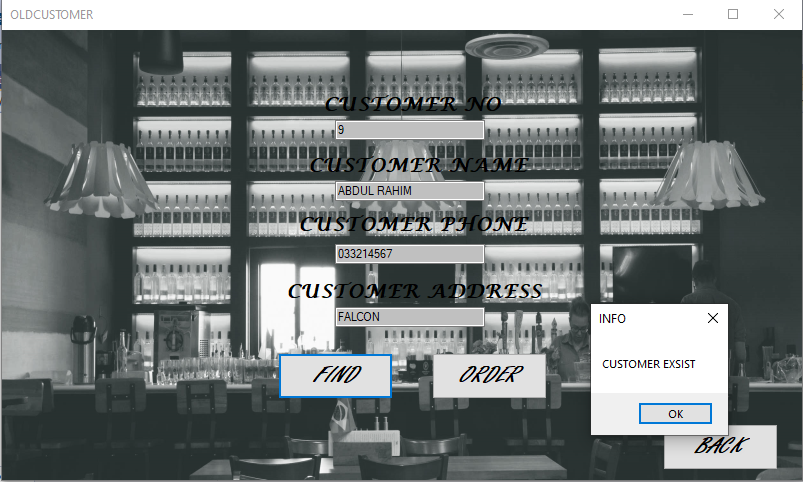 OLDCUSTOMER
CUSTOMER NO
9
CUSTOMER NAME
ABDUL RAHIM
CUSTOMER PHONE
033214567
CUSTOMER ADDRESS
FALCON
FIND
ORDER
INFO
CUSTOMER EXSIST
OK
BACK